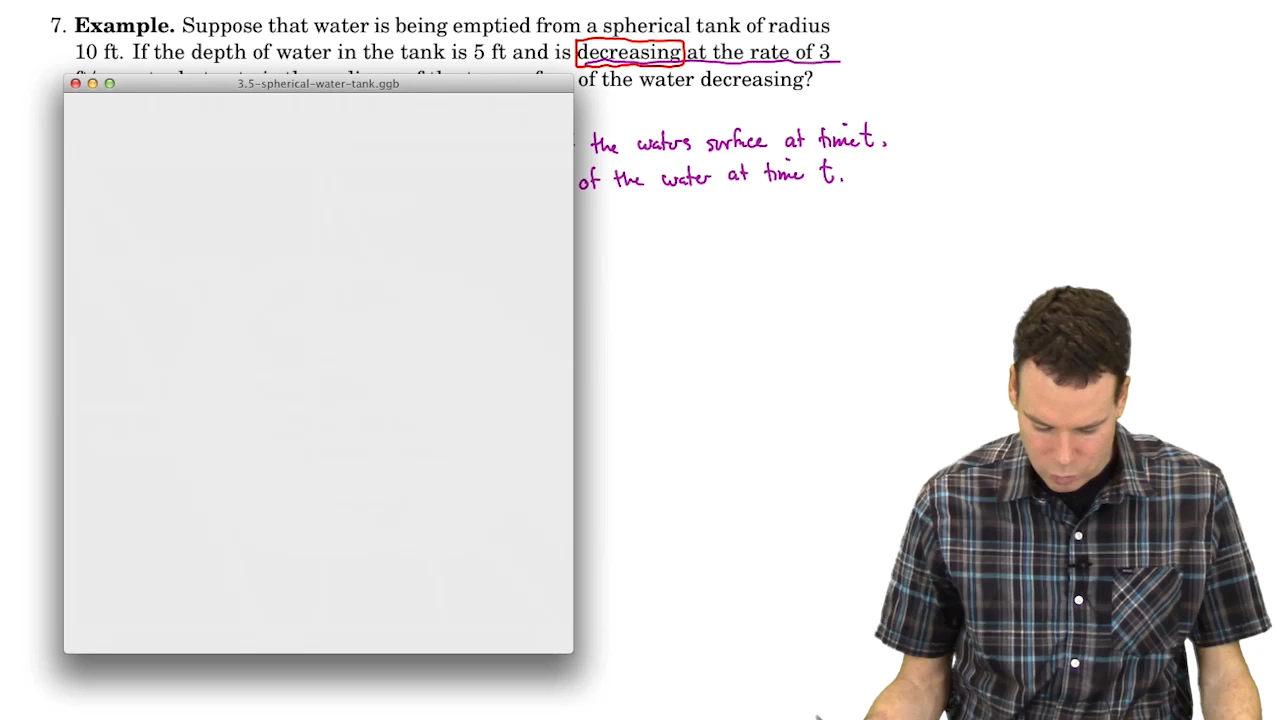 7. Example. Suppose that water is being emptied from a spherical tank of radius
10 ft. If the depth of water in the tank is 5 ft and is decreasing at the rate of 3
of the water decreasing?
3.5-spherical-water-tank.ggb
the waters surface at time t.
of the water at time t.